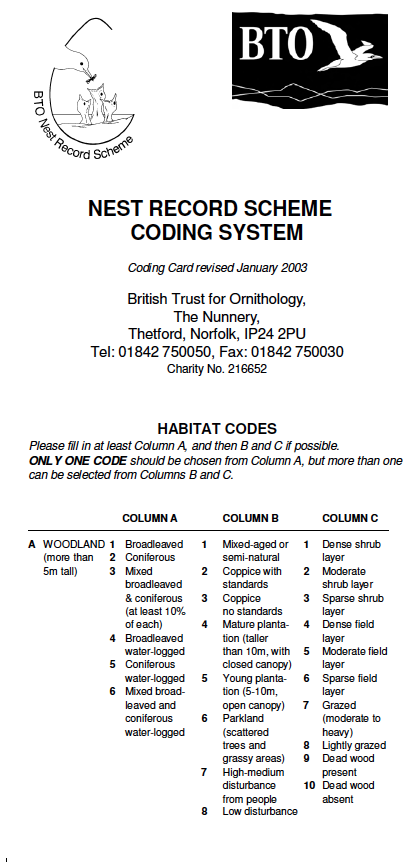 BTO Nest Record Scheme
BTO
NEST RECORD SCHEME
CODING SYSTEM
Coding Card revised January 2003
British Trust for Ornithology,
The Nunnery,
Thetford, Norfolk, IP24 2PU
Tel: 01842 750050, Fax: 01842 750030
Charity No. 216652
HABITAT CODES
Please fill in at least Column A, and then B and C if possible.
ONLY ONE CODE should be chosen from Column A, but more than one
can be selected from Columns B and C.
COLUMN A COLUMN B COLUMN C
A WOODLAND
(more than
5m tall)
1 Broadleaved
2 Coniferous
3 Mixed
broadleaved
& coniferous
(at least 10%
of each)
4 Broadleaved
water-logged
5 Coniferous
water-logged
6 Mixed broad-
leaved and
coniferous
water-logged
1 Mixed-aged or
semi-natural
2 Coppice with
standards
3 Coppice
no standards
4 Mature planta-
tion (taller
than 10m, with
closed canopy)
5 Young planta-
tion (5-10m,
open canopy)
6 Parkland
(scattered
trees and
grassy areas)
7 High-medium
disturbance
from people
8 Low disturbance
1 Dense shrub
layer
2 Moderate
shrub layer
3 Sparse shrub
layer
4 Dense field
layer
5 Moderate field
layer
6 Sparse field
layer
7 Grazed
(moderate to
heavy)
8 Lightly grazed
9 Dead wood
present
10 Dead wood
absent